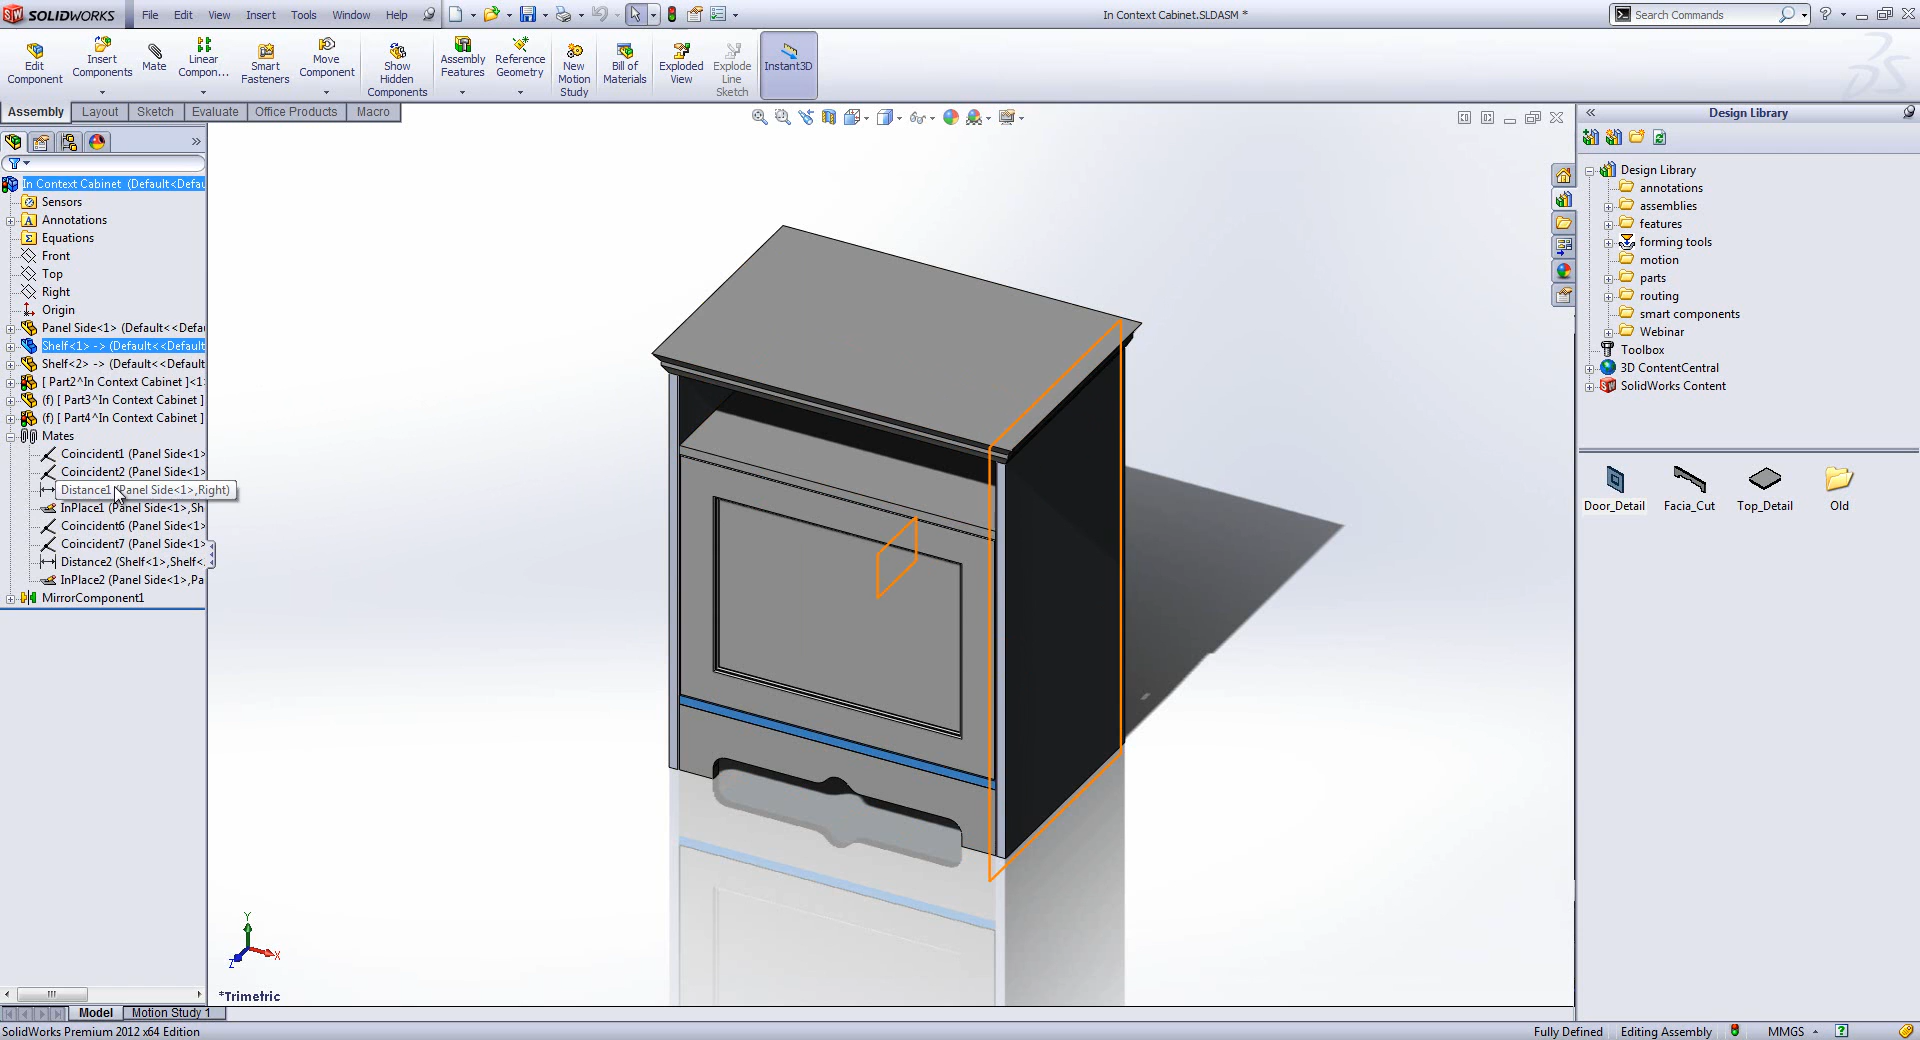 SOLIDWORKS File Edit View Insert Tools Window Help In Context Cabinet.SLDASM * Search Commands
Edit Component
Insert Components
Mate
Linear Compon...
Smart Fasteners
Move Component
Show Hidden Components
Assembly Features
Reference Geometry
New Motion Study
Bill of Materials
Exploded View
Explode Line Sketch
Instant3D
Assembly Layout Sketch Evaluate Office Products Macro
In Context Cabinet (Default<Defau
Sensors
Annotations
Equations
Front
Top
Right
Origin
Panel Side<1> (Default<<Defau
Shelf<1> -> (Default<<Default
Shelf<2> -> (Default<<Default
[ Part2^In Context Cabinet ]<1>
(f) [ Part3^In Context Cabinet ]
(f) [ Part4^In Context Cabinet ]
Mates
Coincident1 (Panel Side<1>
Coincident2 (Panel Side<1>
Distance1 (Panel Side<1>,Right)
InPlace1 (Panel Side<1>,Sh
Coincident6 (Panel Side<1>
Coincident7 (Panel Side<1>
Distance2 (Shelf<1>,Shelf<
InPlace2 (Panel Side<1>,Pa
MirrorComponent1
Y
X
Z
*Trimetric
Design Library
Design Library
annotations
assemblies
features
forming tools
motion
parts
routing
smart components
Webinar
Toolbox
3D ContentCentral
SolidWorks Content
Door_Detail Facia_Cut Top_Detail Old
Model Motion Study 1
SolidWorks Premium 2012 x64 Edition Fully Defined Editing Assembly MMGS